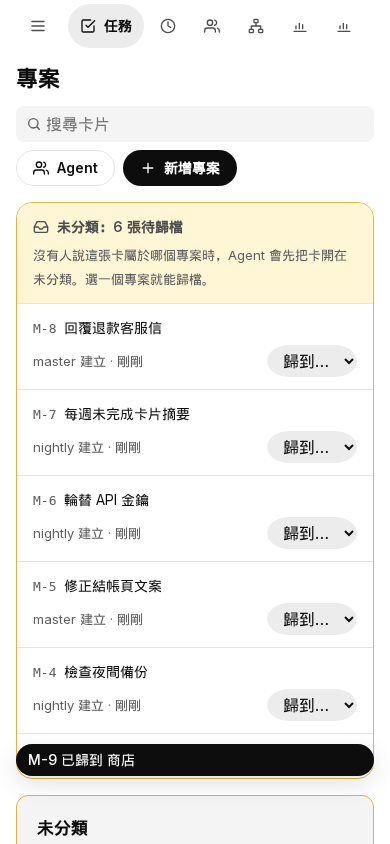 任務
專案
搜尋卡片
Agent
新增專案
未分類：6 張待歸檔
沒有人說這張卡屬於哪個專案時，Agent 會先把卡開在
未分類。選一個專案就能歸檔。
M-8 回覆退款客服信
master 建立 · 剛剛
歸到…
M-7 每週未完成卡片摘要
nightly 建立 · 剛剛
歸到…
M-6 輪替 API 金鑰
nightly 建立 · 剛剛
歸到…
M-5 修正結帳頁文案
master 建立 · 剛剛
歸到…
M-4 檢查夜間備份
nightly 建立 · 剛剛
歸到…
M-9 已歸到 商店
未分類